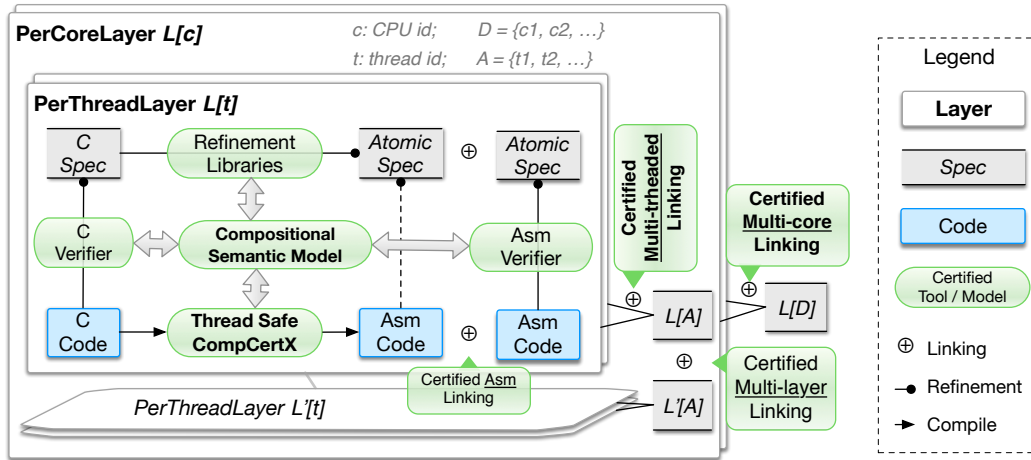 PerCoreLayer L[c]
c: CPU id; D = {c1, c2, …}
t: thread id; A = {t1, t2, …}
PerThreadLayer L[t]
C
Spec
Refinement
Libraries
Atomic
Spec
⊕
Atomic
Spec
C
Verifier
Compositional
Semantic Model
Asm
Verifier
C
Code
Thread Safe
CompCertX
Asm
Code
⊕
Asm
Code
Certified Asm
Linking
PerThreadLayer L'[t]
Certified
Multi-trheaded
Linking
Certified
Multi-core
Linking
⊕
⊕
L[A]
L[D]
⊕
L'[A]
Certified
Multi-layer
Linking
Legend
Layer
Spec
Code
Certified
Tool / Model
⊕ Linking
Refinement
Compile